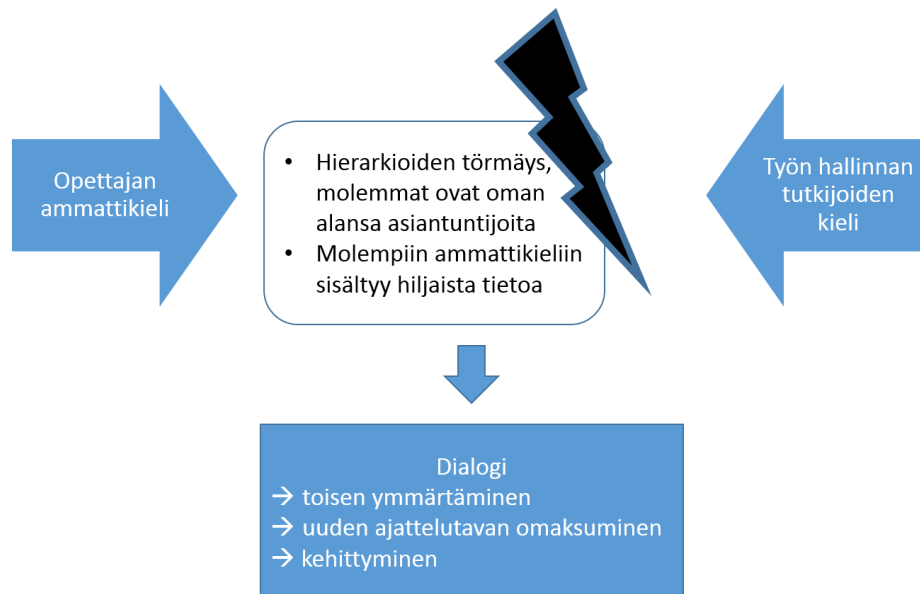 Opettajan
ammattikieli
• Hierarkioiden törmäys,
molemmat ovat oman
alansa asiantuntijoita
• Molempiin ammattikieliin
sisältyy hiljaista tietoa
Työn hallinnan
tutkijoiden
kieli
Dialogi
→ toisen ymmärtäminen
→ uuden ajattelutavan omaksuminen
→ kehittyminen